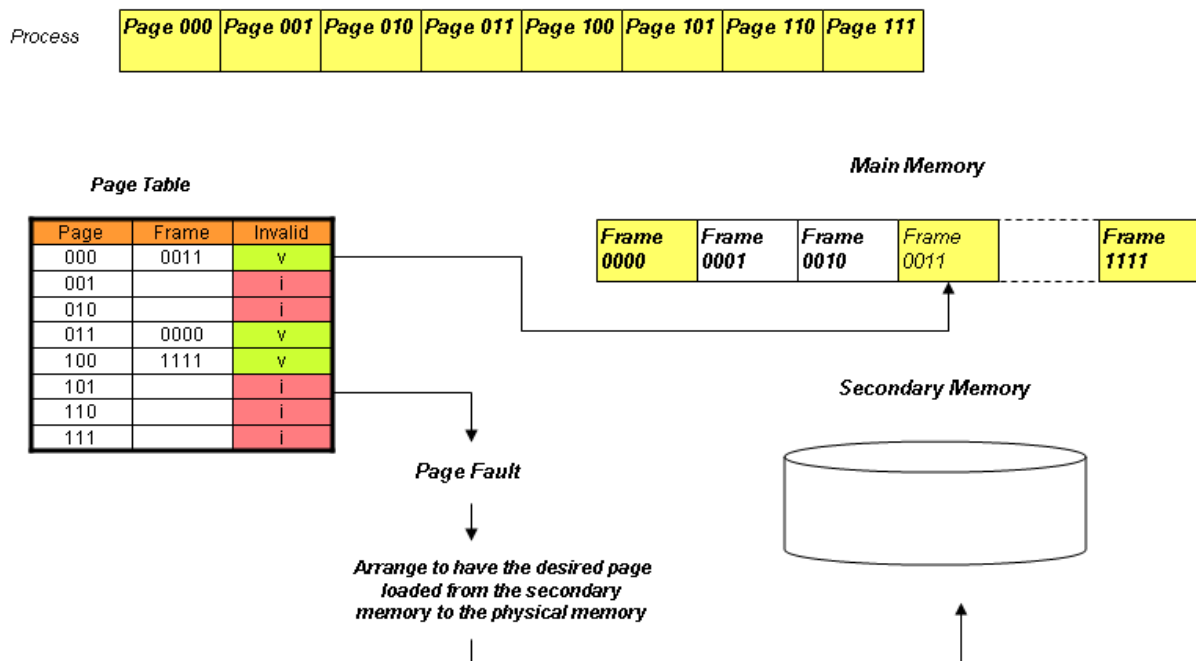 Process
Page 000 Page 001 Page 010 Page 011 Page 100 Page 101 Page 110 Page 111
Main Memory
Page Table
Page Frame Invalid
000 0011 v
001 i
010 i
011 0000 v
100 1111 v
101 i
110 i
111 i
Frame Frame Frame Frame Frame
0000 0001 0010 0011 1111
Secondary Memory
Page Fault
Arrange to have the desired page
loaded from the secondary
memory to the physical memory